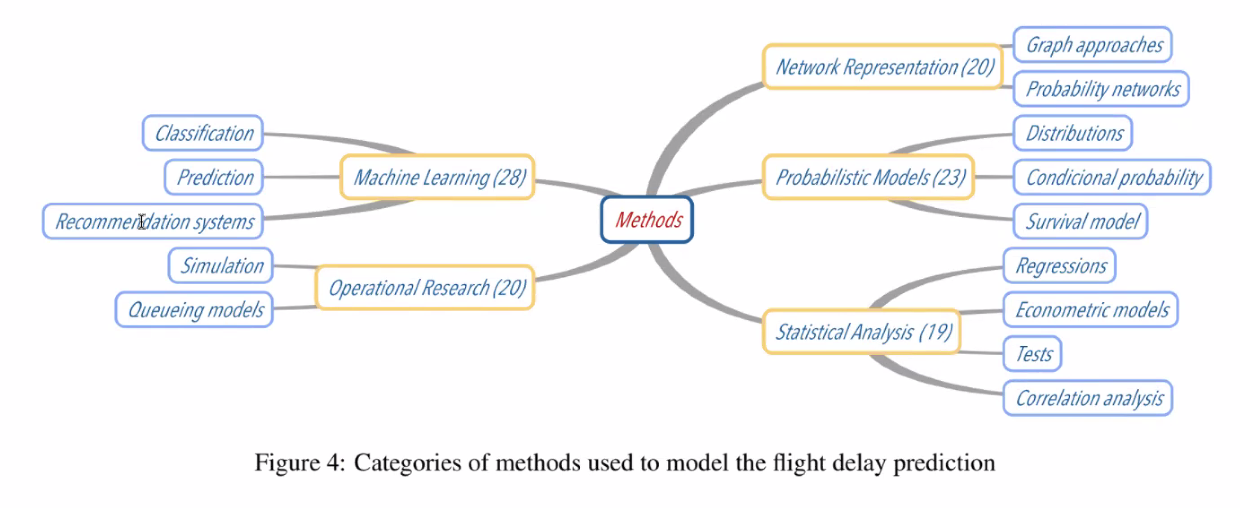 Methods
Machine Learning (28)
Classification
Prediction
Recommendation systems
Operational Research (20)
Simulation
Queueing models
Network Representation (20)
Graph approaches
Probability networks
Probabilistic Models (23)
Distributions
Condicional probability
Survival model
Statistical Analysis (19)
Regressions
Econometric models
Tests
Correlation analysis
Figure 4: Categories of methods used to model the flight delay prediction